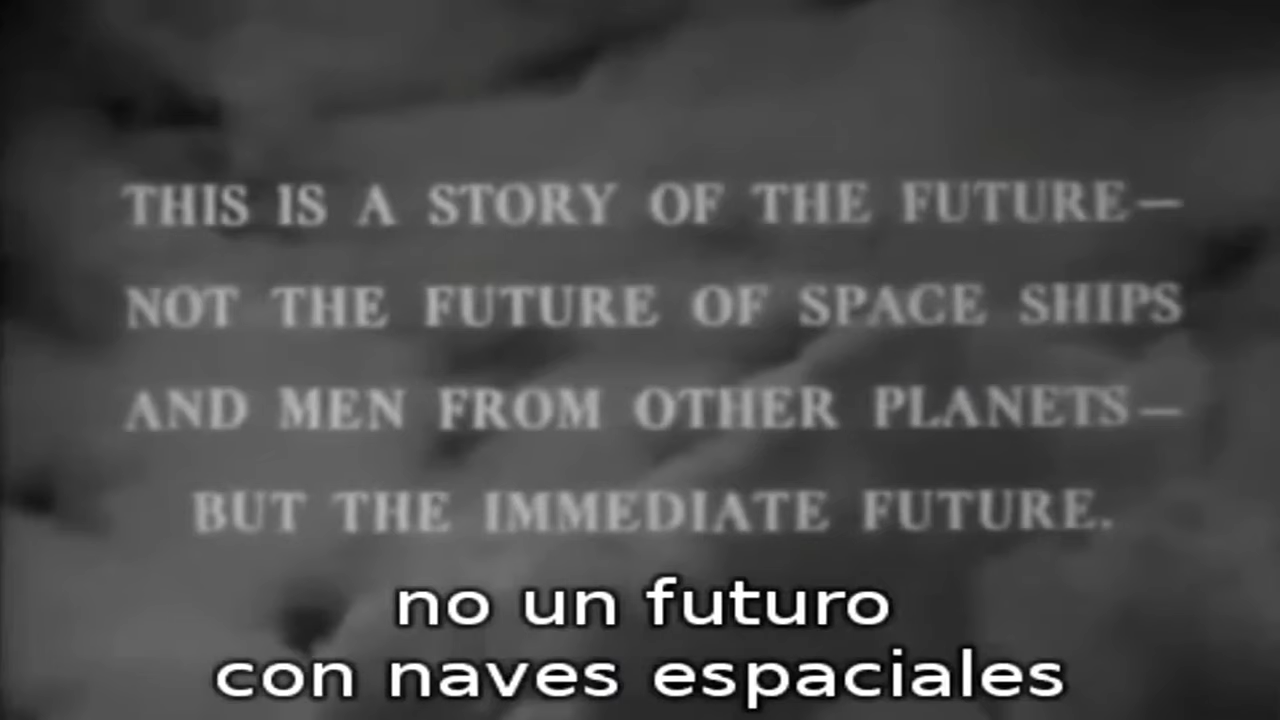 THIS IS A STORY OF THE FUTURE—
NOT THE FUTURE OF SPACE SHIPS
AND MEN FROM OTHER PLANETS—
BUT THE IMMEDIATE FUTURE.
no un futuro
con naves espaciales